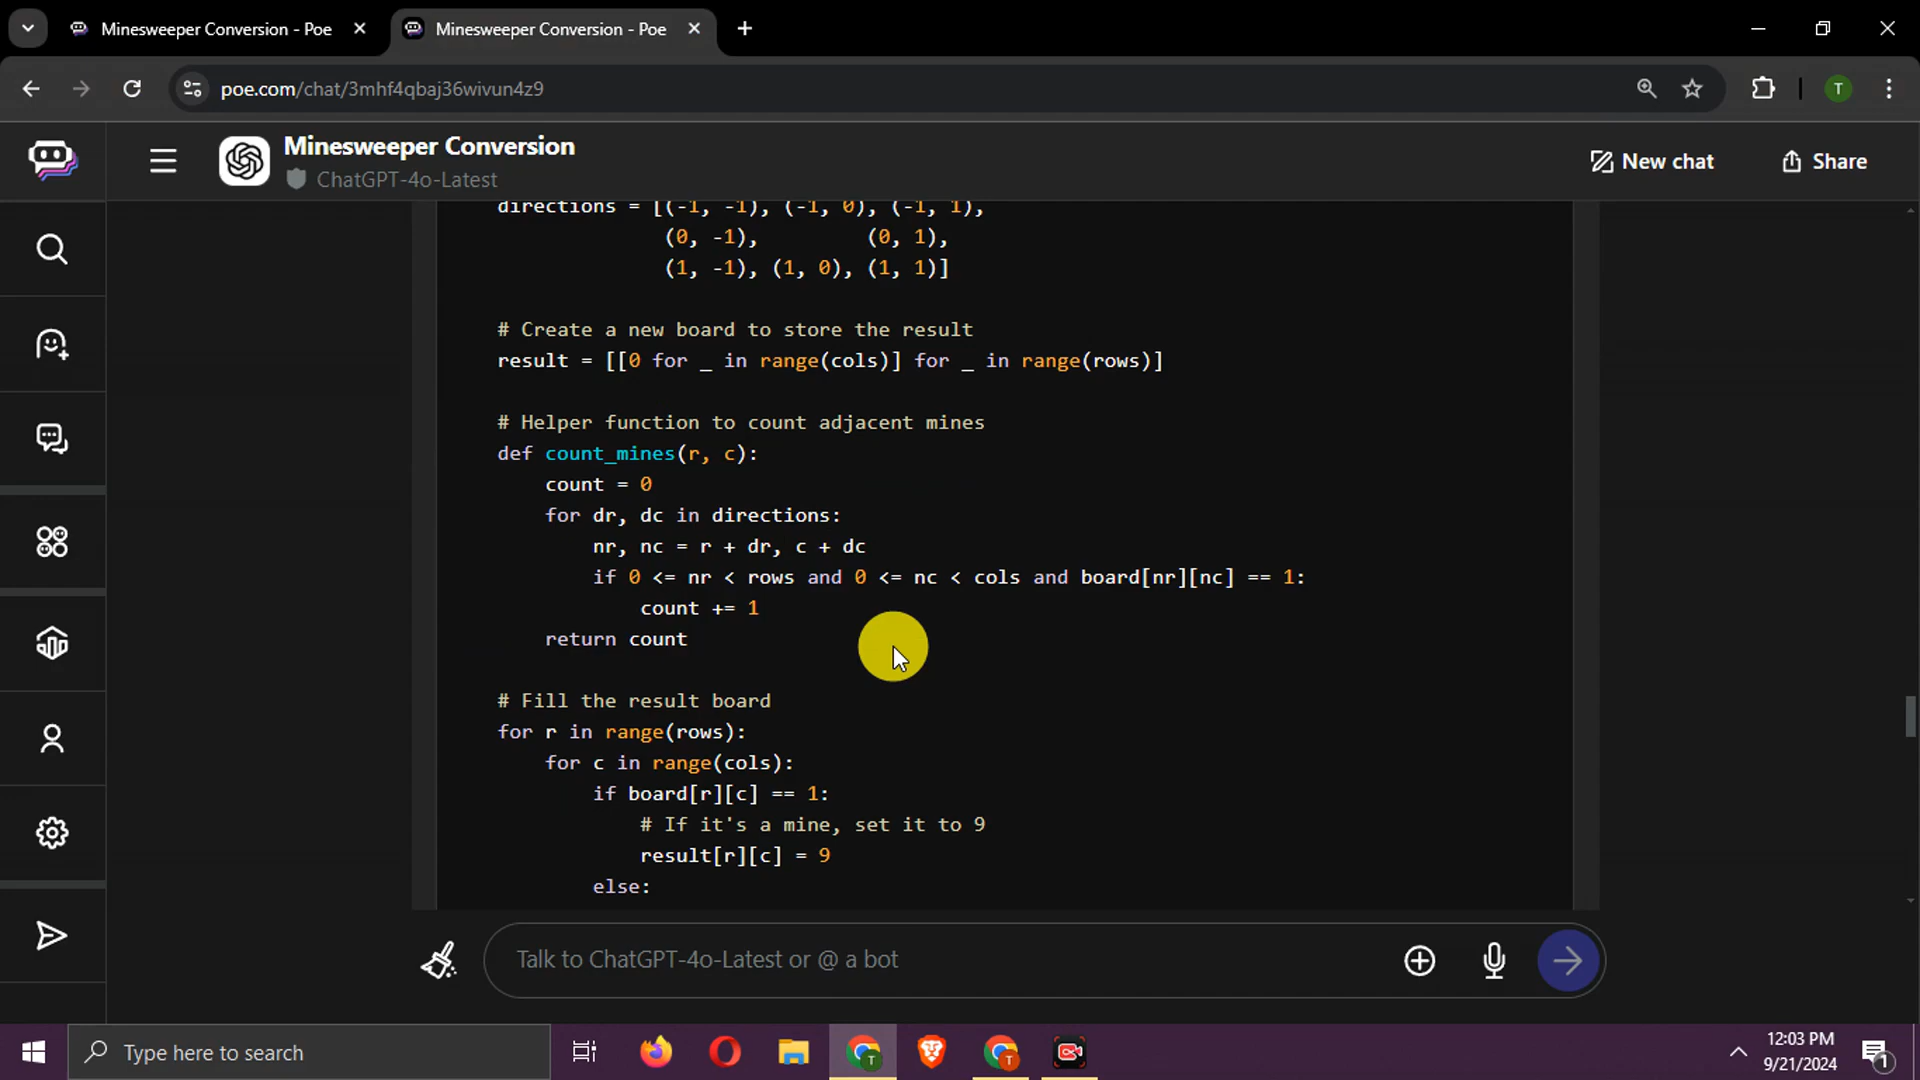 Minesweeper Conversion - Poe
Minesweeper Conversion - Poe
poe.com/chat/3mhf4qbaj36wivun4z9
T
Minesweeper Conversion
ChatGPT-4o-Latest
New chat
Share
directions = [(-1, -1), (-1, 0), (-1, 1),
(0, -1), (0, 1),
(1, -1), (1, 0), (1, 1)]
# Create a new board to store the result
result = [[0 for _ in range(cols)] for _ in range(rows)]
# Helper function to count adjacent mines
def count_mines(r, c):
count = 0
for dr, dc in directions:
nr, nc = r + dr, c + dc
if 0 <= nr < rows and 0 <= nc < cols and board[nr][nc] == 1:
count += 1
return count
# Fill the result board
for r in range(rows):
for c in range(cols):
if board[r][c] == 1:
# If it's a mine, set it to 9
result[r][c] = 9
else:
Talk to ChatGPT-4o-Latest or @ a bot
Type here to search
T
T
12:03 PM
9/21/2024
1